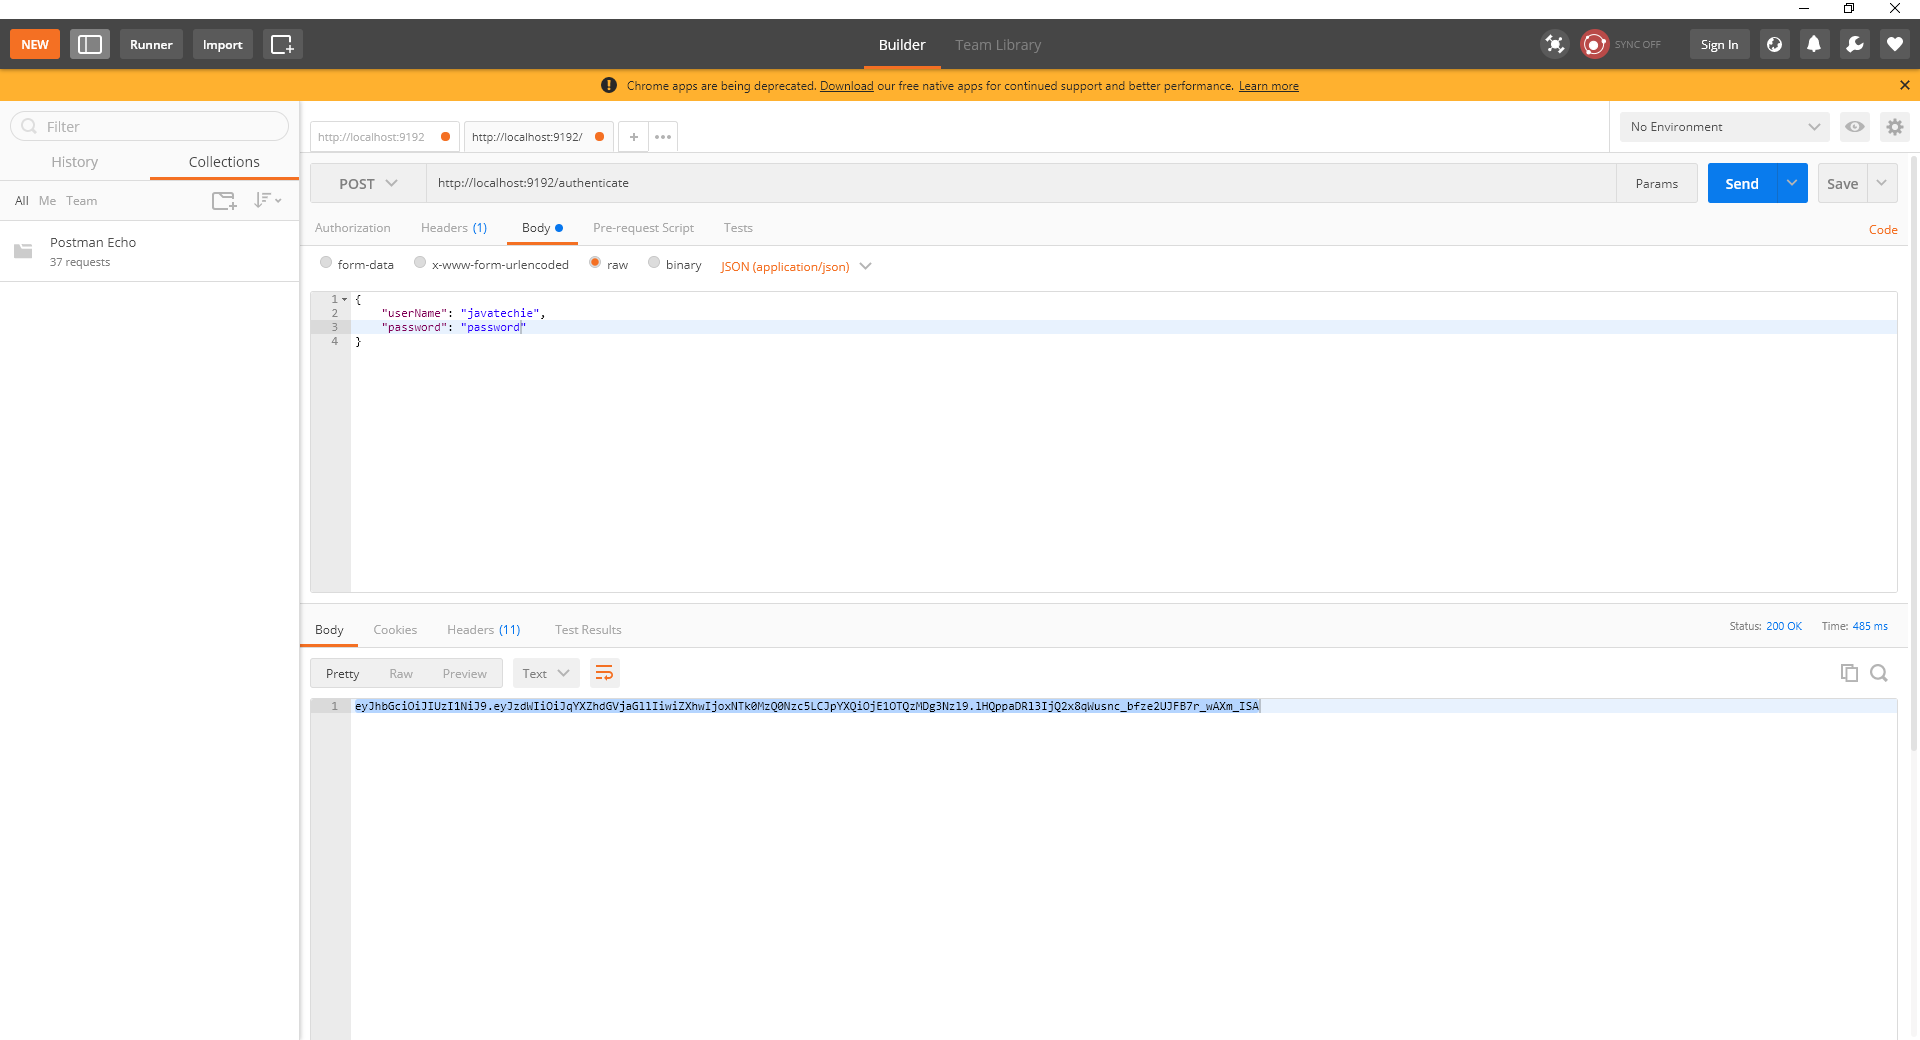 NEW Runner Import Builder Team Library SYNC OFF Sign In
Chrome apps are being deprecated. Download our free native apps for continued support and better performance. Learn more
Filter
History Collections
All Me Team
Postman Echo
37 requests
http://localhost:9192 http://localhost:9192/ + ••• No Environment
POST http://localhost:9192/authenticate Params Send Save
Authorization Headers (1) Body Pre-request Script Tests Code
form-data x-www-form-urlencoded raw binary JSON (application/json)
1 {
2 "userName": "javatechie",
3 "password": "password"
4 }
Body Cookies Headers (11) Test Results Status: 200 OK Time: 485 ms
Pretty Raw Preview Text
1 eyJhbGciOiJIUzI1NiJ9.eyJzdWIiOiJqYXZhdGVjaGllIiwiZXhwIjoxNTk0MzQ0Nzc5LCJpYXQiOjE1OTQzMDg3Nzl9.lHQppaDRl3IjQ2x8qWusnc_bfze2UJFB7r_wAXm_ISA